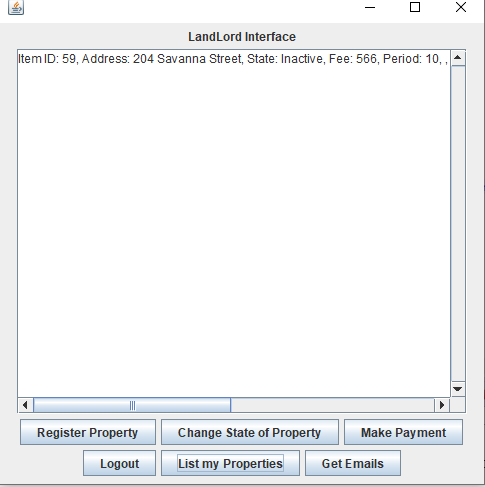 LandLord Interface
Item ID: 59, Address: 204 Savanna Street, State: Inactive, Fee: 566, Period: 10, ,
Register Property Change State of Property Make Payment
Logout List my Properties Get Emails